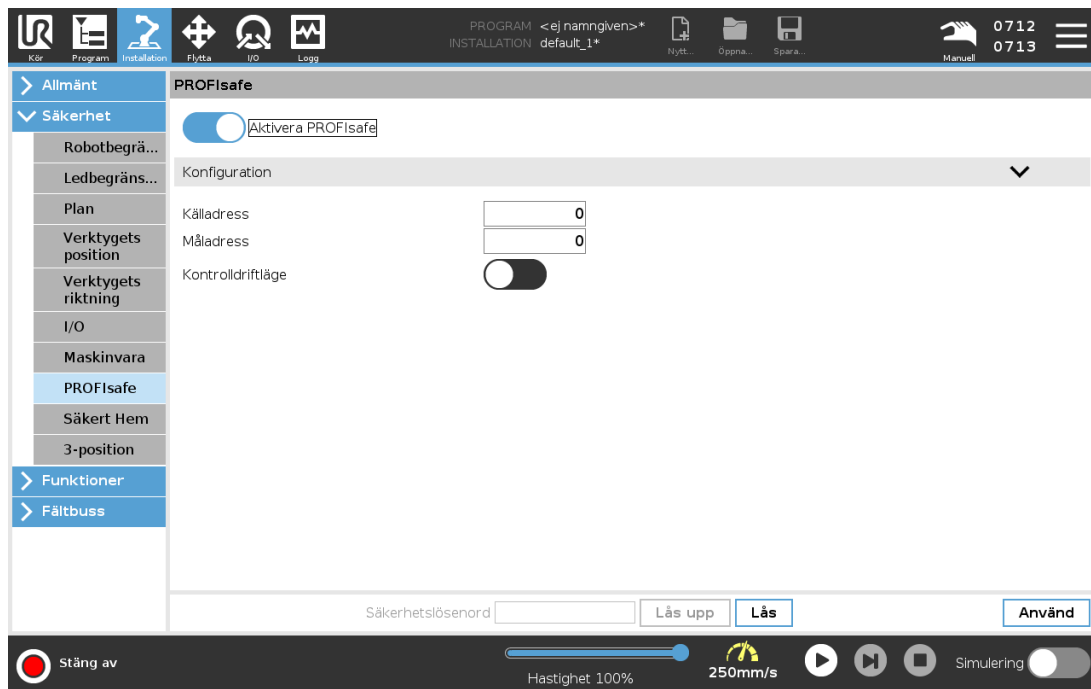 PROGRAM <ej namngiven>*
INSTALLATION default_1*
Kör
Program
Installation
Flytta
I/O
Logg
Nytt...
Öppna...
Spara...
Manuell
0712
0713
Allmänt
Säkerhet
Robotbegrä...
Ledbegräns...
Plan
Verktygets
position
Verktygets
riktning
I/O
Maskinvara
PROFIsafe
Säkert Hem
3-position
Funktioner
Fältbuss
PROFIsafe
Aktivera PROFIsafe
Konfiguration
Källadress 0
Måladress 0
Kontrolldriftläge
Säkerhetslösenord
Lås upp
Lås
Använd
Stäng av
Hastighet 100%
250mm/s
Simulering